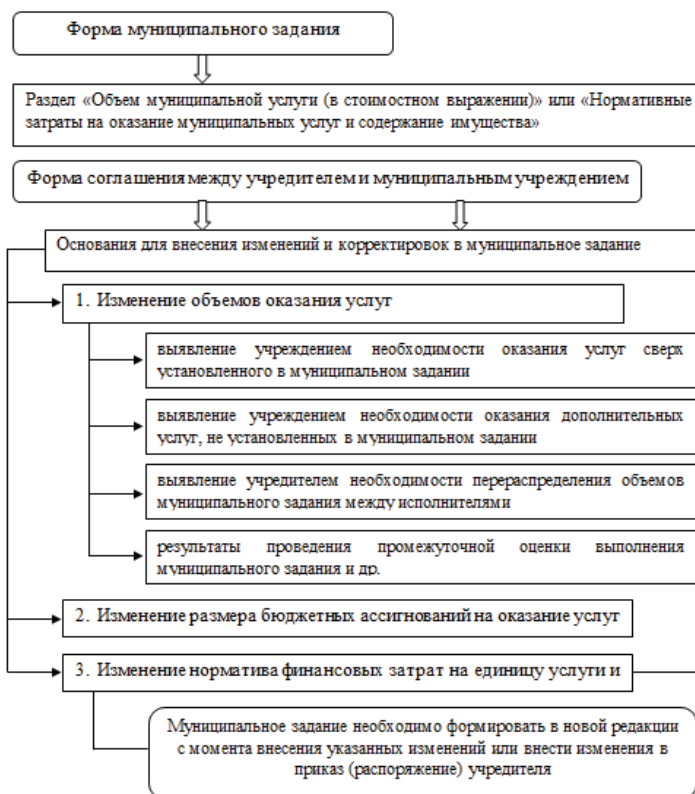 Форма муниципального задания
Раздел «Объем муниципальной услуги (в стоимостном выражении)» или «Нормативные
затраты на оказание муниципальных услуг и содержание имущества»
Форма соглашения между учредителем и муниципальным учреждением
Основания для внесения изменений и корректировок в муниципальное задание
1. Изменение объемов оказания услуг
выявление учреждением необходимости оказания услуг сверх
установленного в муниципальном задании
выявление учреждением необходимости оказания дополнительных
услуг, не установленных в муниципальном задании
выявление учредителем необходимости перераспределения объемов
муниципального задания между исполнителями
результаты проведения промежуточной оценки выполнения
муниципального задания и др.
2. Изменение размера бюджетных ассигнований на оказание услуг
3. Изменение норматива финансовых затрат на единицу услуги и
Муниципальное задание необходимо формировать в новой редакции
с момента внесения указанных изменений или внести изменения в
приказ (распоряжение) учредителя